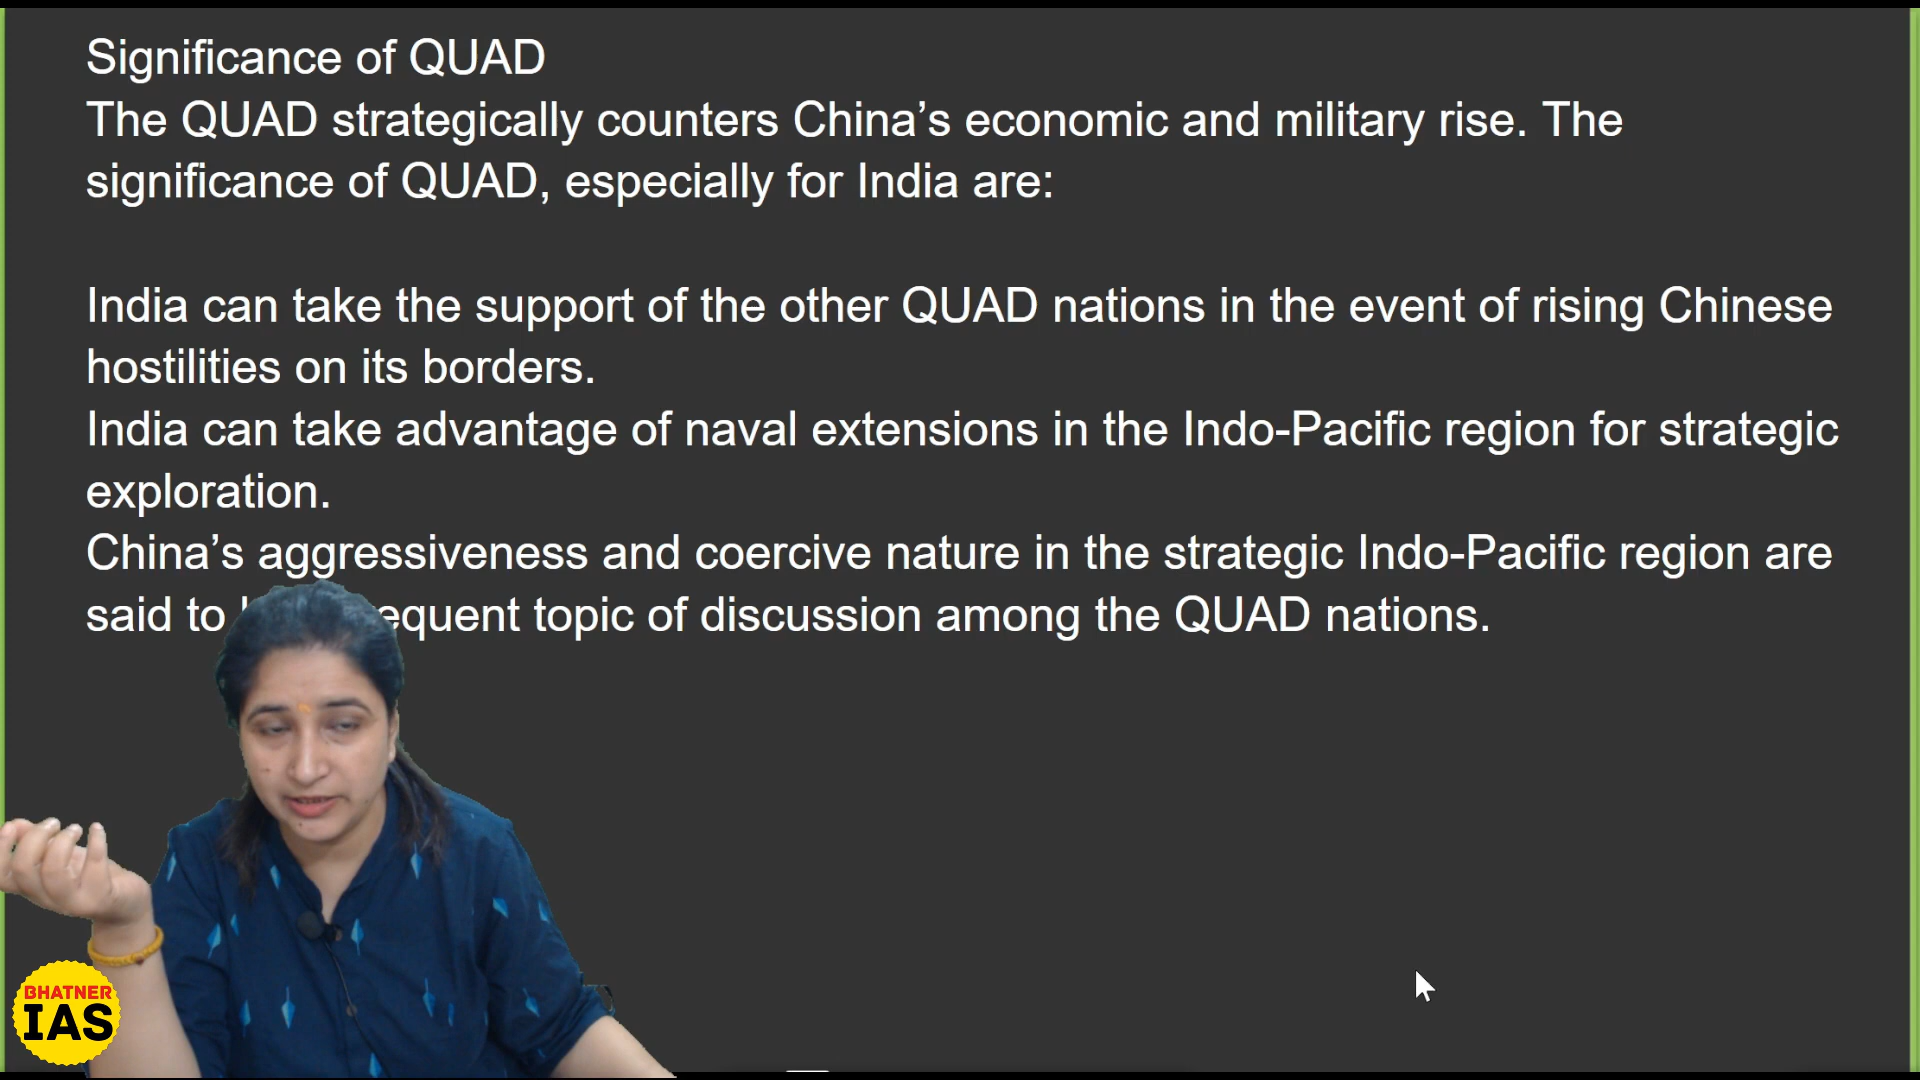 Significance of QUAD
The QUAD strategically counters China’s economic and military rise. The
significance of QUAD, especially for India are:
India can take the support of the other QUAD nations in the event of rising Chinese
hostilities on its borders.
India can take advantage of naval extensions in the Indo-Pacific region for strategic
exploration.
China’s aggressiveness and coercive nature in the strategic Indo-Pacific region are
said to topic of discussion among the QUAD nations.
BHATNER
IAS